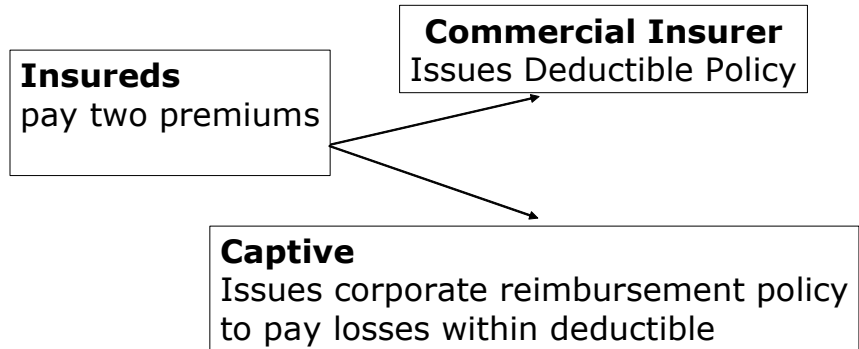 Commercial Insurer
Issues Deductible Policy
Insureds
pay two premiums
Captive
Issues corporate reimbursement policy
to pay losses within deductible